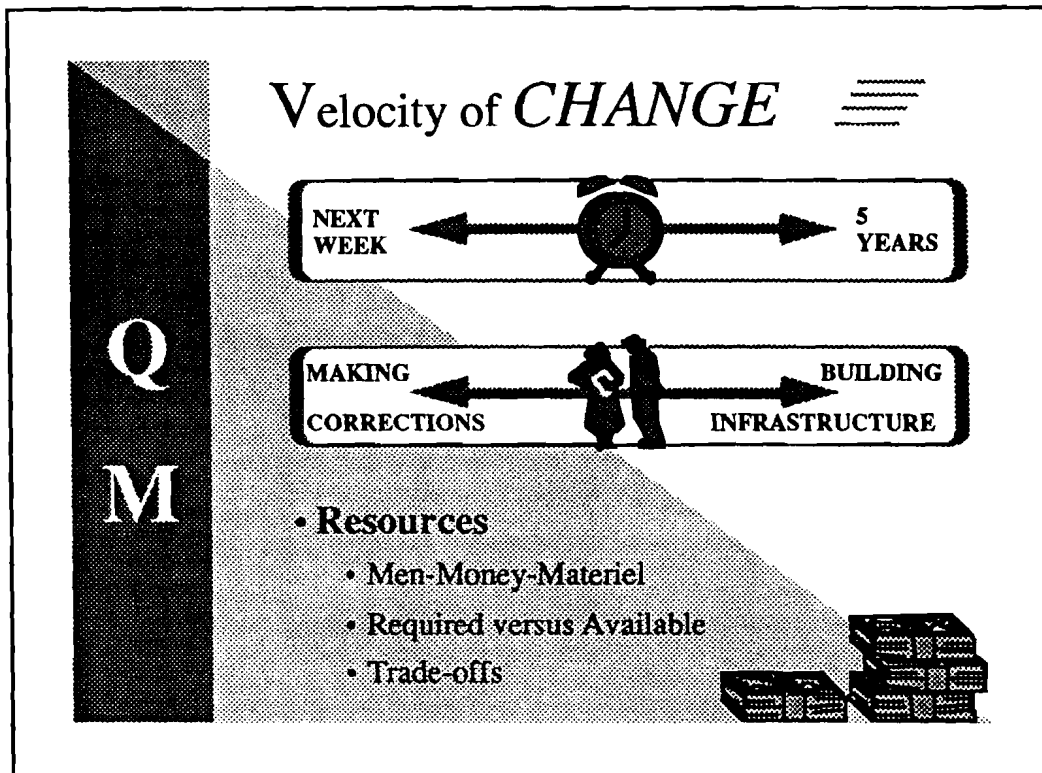 Velocity of CHANGE
NEXT
WEEK
5
YEARS
MAKING
CORRECTIONS
BUILDING
INFRASTRUCTURE
Q
M
• Resources
• Men-Money-Materiel
• Required versus Available
• Trade-offs